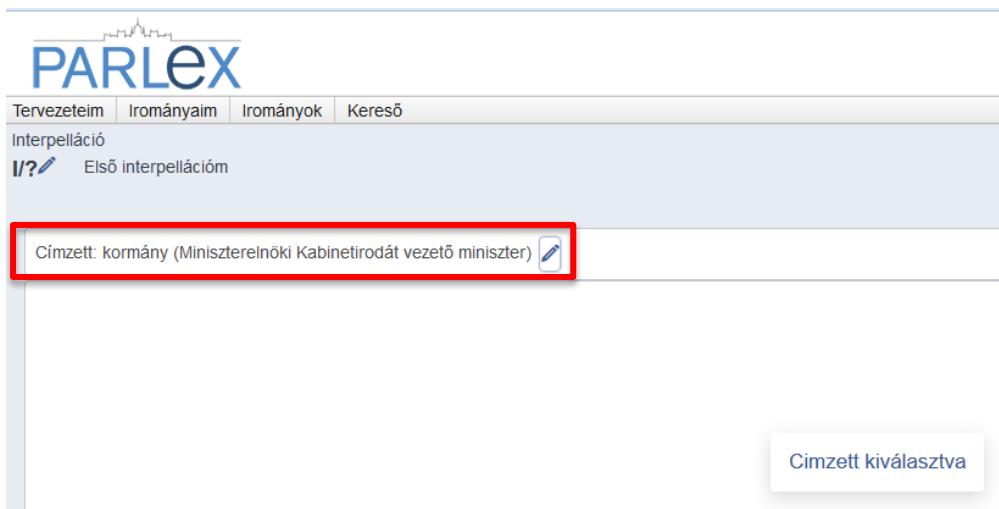 PARLEX
Tervezeteim Irományaim Irományok Kereső
Interpelláció
I/? Első interpellációm
Címzett: kormány (Miniszterelnöki Kabinetirodát vezető miniszter)
Cimzett kiválasztva